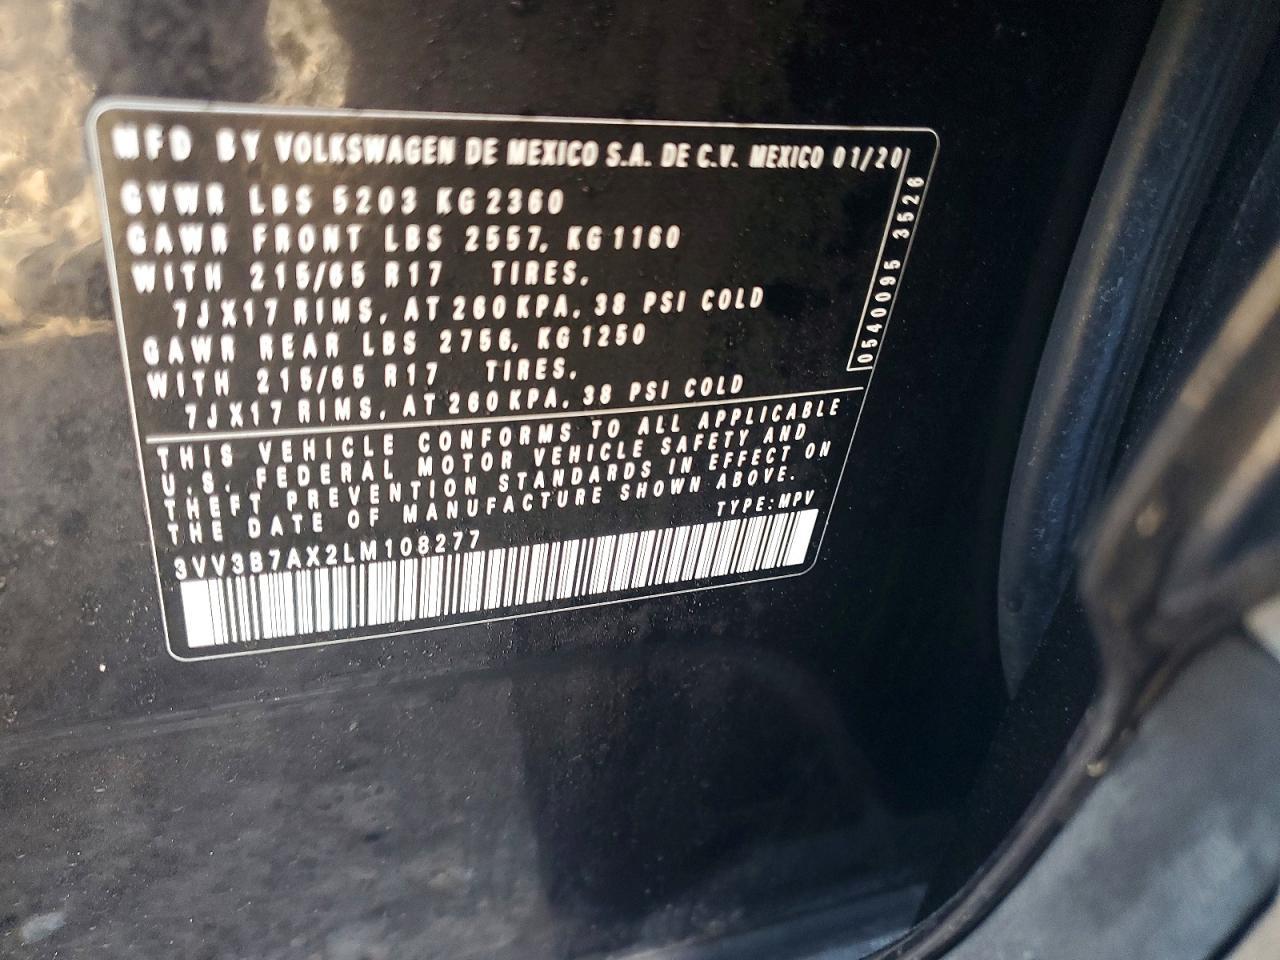 MFD BY VOLKSWAGEN DE MEXICO S.A. DE C.V. MEXICO 01/20
GVWR LBS 5203 KG 2360
GAWR FRONT LBS 2557, KG 1160
WITH 215/65 R17 TIRES,
7JX17 RIMS, AT 260 KPA, 38 PSI COLD
GAWR REAR LBS 2756, KG 1250
WITH 215/65 R17 TIRES,
7JX17 RIMS, AT 260 KPA, 38 PSI COLD
0540095 3526
THIS VEHICLE CONFORMS TO ALL APPLICABLE
U.S. FEDERAL MOTOR VEHICLE SAFETY AND
THEFT PREVENTION STANDARDS IN EFFECT ON
THE DATE OF MANUFACTURE SHOWN ABOVE.
TYPE: MPV
3VV3B7AX2LM108277